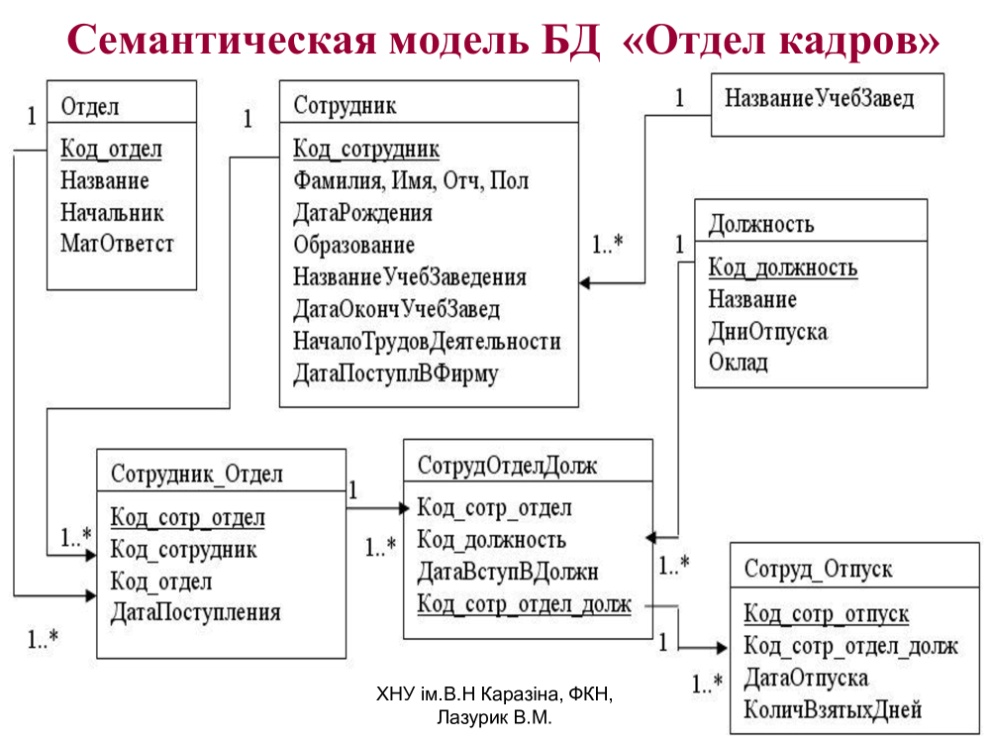 Семантическая модель БД «Отдел кадров»
1
Отдел
Код_отдел
Название
Начальник
МатОтветст
1
Сотрудник
Код_сотрудник
Фамилия, Имя, Отч, Пол
ДатаРождения
Образование
НазваниеУчебЗаведения
ДатаОкончУчебЗавед
НачалоТрудовДеятельности
ДатаПоступлВФирму
1
НазваниеУчебЗавед
1..*
1
Должность
Код_должность
Название
ДниОтпуска
Оклад
Сотрудник_Отдел
Код_сотр_отдел
Код_сотрудник
Код_отдел
ДатаПоступления
1..*
1..*
1
1..*
СотрудОтделДолж
Код_сотр_отдел
Код_должность
ДатаВступВДолжн
Код_сотр_отдел_долж
1..*
1
1..*
Сотруд_Отпуск
Код_сотр_отпуск
Код_сотр_отдел_долж
ДатаОтпуска
КоличВзятыхДней
ХНУ ім.В.Н Каразіна, ФКН,
Лазурик В.М.